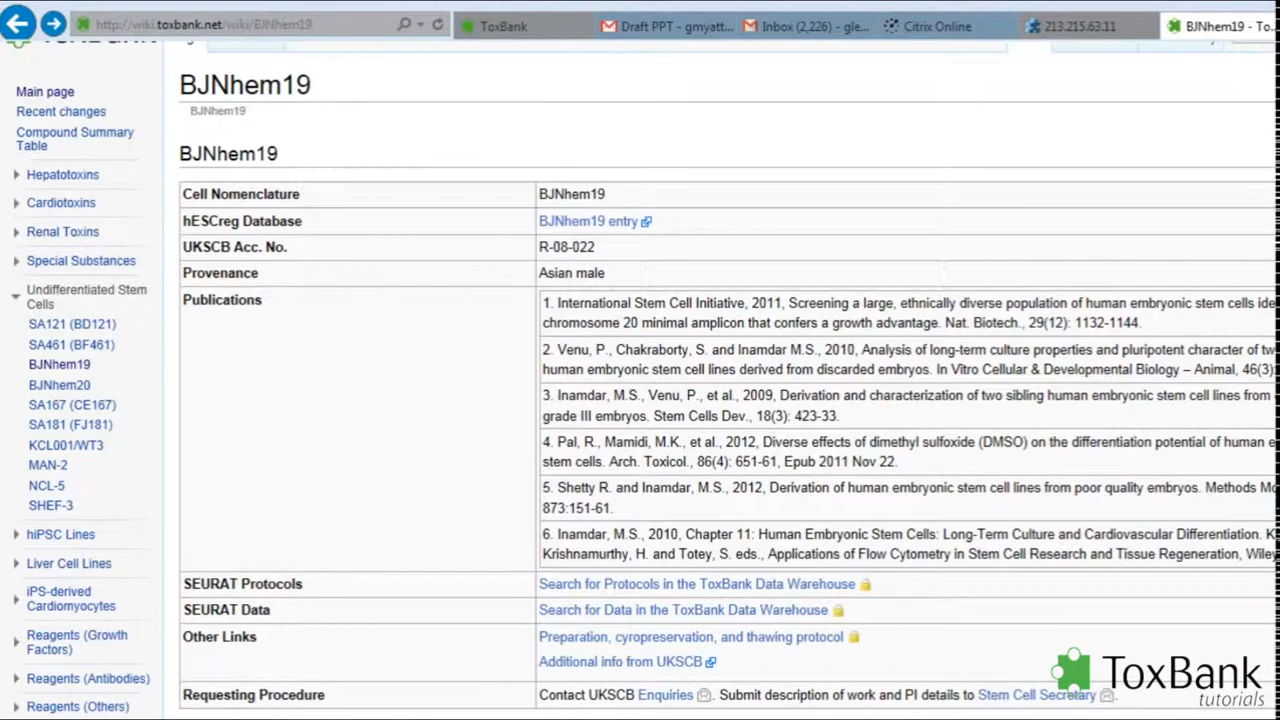 http://wiki.toxbank.net/wiki/BJNhem19
ToxBank
Draft PPT - gmyatt...
Inbox (2,226) - gle...
Citrix Online
213.215.63.11
BJNhem19 - To...
BJNhem19
BJNhem19
BJNhem19
Main page
Recent changes
Compound Summary
Table
Hepatotoxins
Cardiotoxins
Renal Toxins
Special Substances
Undifferentiated Stem
Cells
SA121 (BD121)
SA461 (BF461)
BJNhem19
BJNhem20
SA167 (CE167)
SA181 (FJ181)
KCL001/WT3
MAN-2
NCL-5
SHEF-3
hiPSC Lines
Liver Cell Lines
iPS-derived
Cardiomyocytes
Reagents (Growth
Factors)
Reagents (Antibodies)
Reagents (Others)
Cell Nomenclature BJNhem19
hESCreg Database BJNhem19 entry
UKSCB Acc. No. R-08-022
Provenance Asian male
Publications
1. International Stem Cell Initiative, 2011, Screening a large, ethnically diverse population of human embryonic stem cells ide
chromosome 20 minimal amplicon that confers a growth advantage. Nat. Biotech., 29(12): 1132-1144.
2. Venu, P., Chakraborty, S. and Inamdar M.S., 2010, Analysis of long-term culture properties and pluripotent character of tw
human embryonic stem cell lines derived from discarded embryos. In Vitro Cellular & Developmental Biology – Animal, 46(3)
3. Inamdar, M.S., Venu, P., et al., 2009, Derivation and characterization of two sibling human embryonic stem cell lines from
grade III embryos. Stem Cells Dev., 18(3): 423-33.
4. Pal, R., Mamidi, M.K., et al., 2012, Diverse effects of dimethyl sulfoxide (DMSO) on the differentiation potential of human e
stem cells. Arch. Toxicol., 86(4): 651-61, Epub 2011 Nov 22.
5. Shetty R. and Inamdar, M.S., 2012, Derivation of human embryonic stem cell lines from poor quality embryos. Methods Mo
873:151-61.
6. Inamdar, M.S., 2010, Chapter 11: Human Embryonic Stem Cells: Long-Term Culture and Cardiovascular Differentiation. K
Krishnamurthy, H. and Totey, S. eds., Applications of Flow Cytometry in Stem Cell Research and Tissue Regeneration, Wiley
SEURAT Protocols Search for Protocols in the ToxBank Data Warehouse
SEURAT Data Search for Data in the ToxBank Data Warehouse
Other Links Preparation, cyropreservation, and thawing protocol
Additional info from UKSCB
Requesting Procedure Contact UKSCB Enquiries . Submit description of work and PI details to Stem Cell Secretary .
ToxBank
tutorials